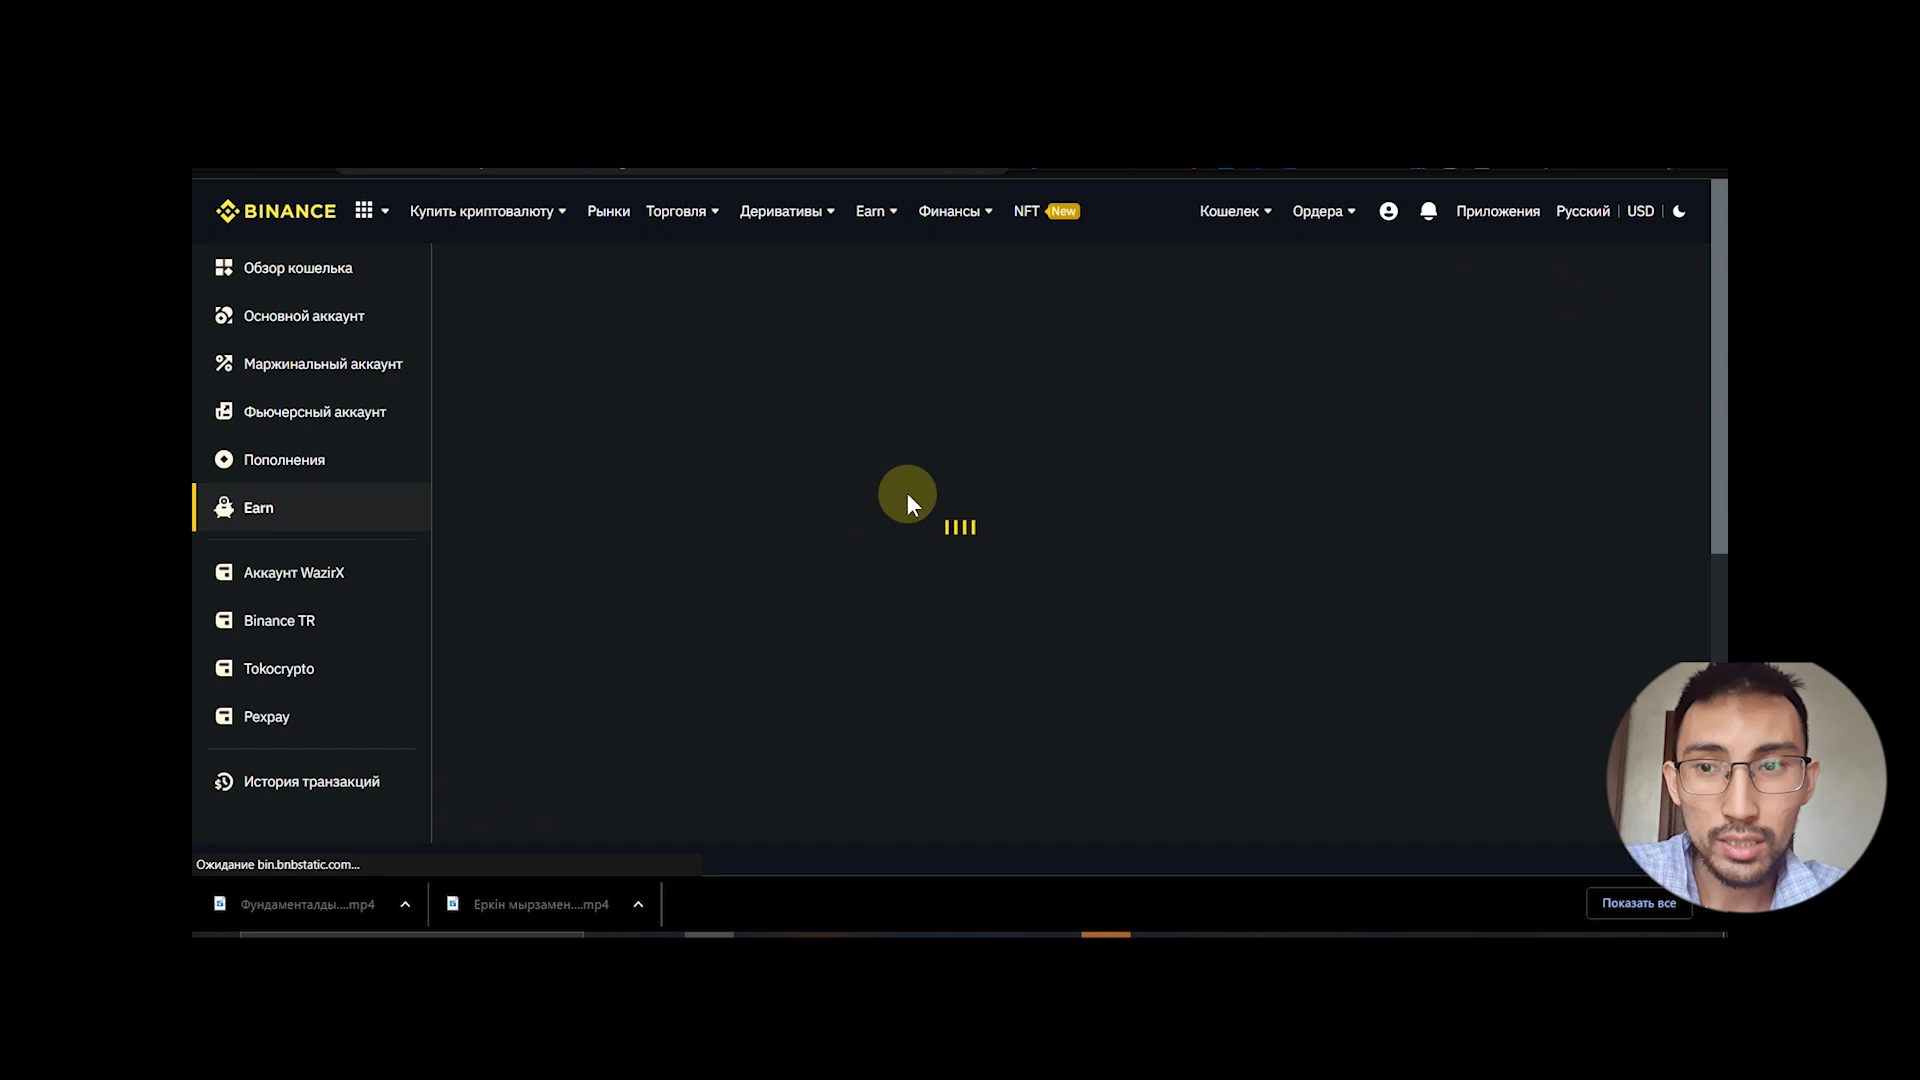 BINANCE
Купить криптовалюту
Рынки
Торговля
Деривативы
Earn
Финансы
NFT New
Кошелек
Ордера
Приложения
Русский
USD
Обзор кошелька
Основной аккаунт
Маржинальный аккаунт
Фьючерсный аккаунт
Пополнения
Earn
Аккаунт WazirX
Binance TR
Tokocrypto
Pexpay
История транзакций
Ожидание bin.bnbstatic.com...
Фундаменталды....mp4
Еркін мырзамен....mp4
Показать все